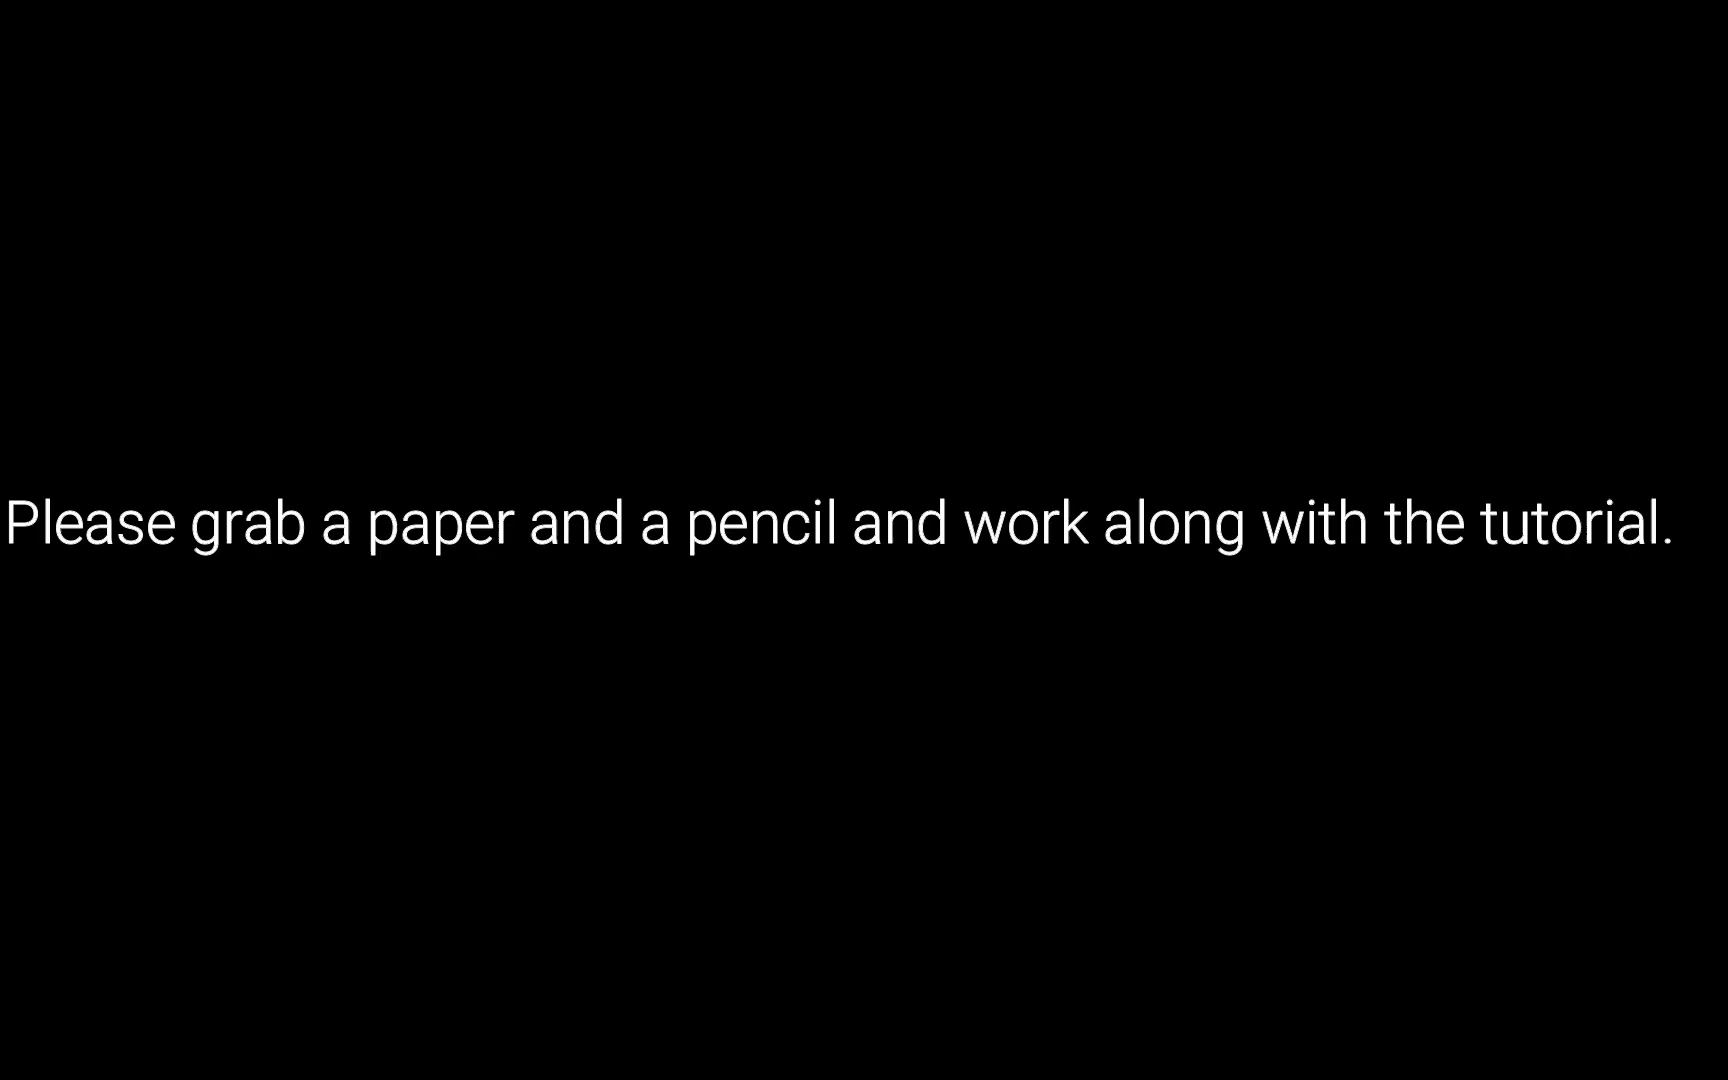 Please grab a paper and a pencil and work along with the tutorial.